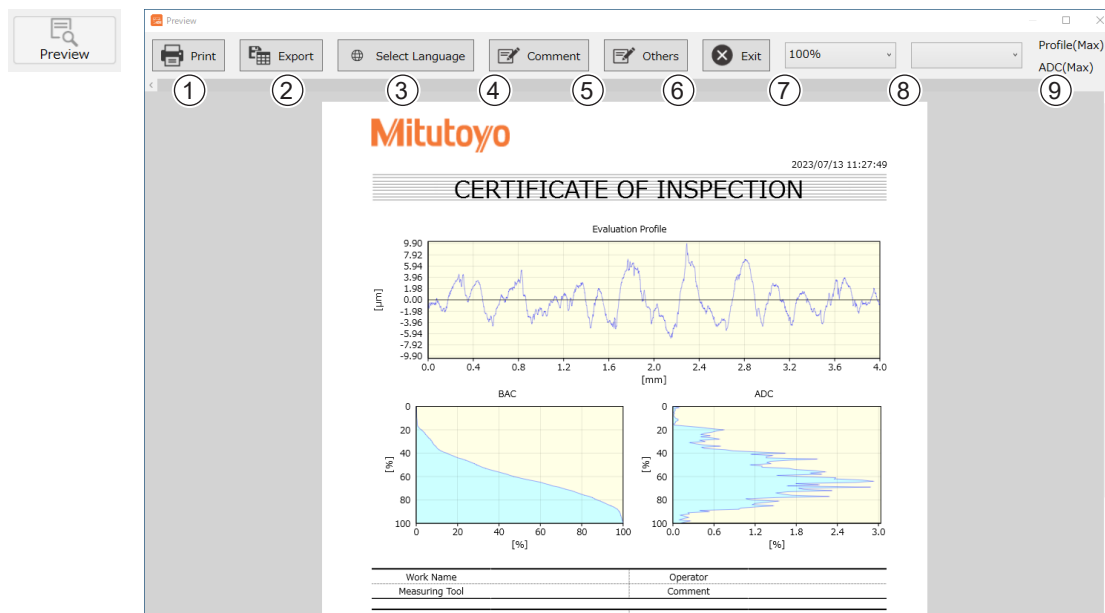 Preview
Preview
Print
Export
Select Language
Comment
Others
Exit
100%
Profile(Max)
ADC(Max)
① ② ③ ④ ⑤ ⑥ ⑦ ⑧ ⑨
Mitutoyo
2023/07/13 11:27:49
CERTIFICATE OF INSPECTION
Evaluation Profile
9.90
7.92
5.94
3.96
1.98
0.00
-1.98
-3.96
-5.94
-7.92
-9.90
[µm]
0.0 0.4 0.8 1.2 1.6 2.0 2.4 2.8 3.2 3.6 4.0
[mm]
BAC
0
20
40
60
80
100
[%]
0 20 40 60 80 100
[%]
ADC
0
20
40
60
80
100
[%]
0.0 0.6 1.2 1.8 2.4 3.0
[%]
Work Name Operator
Measuring Tool Comment